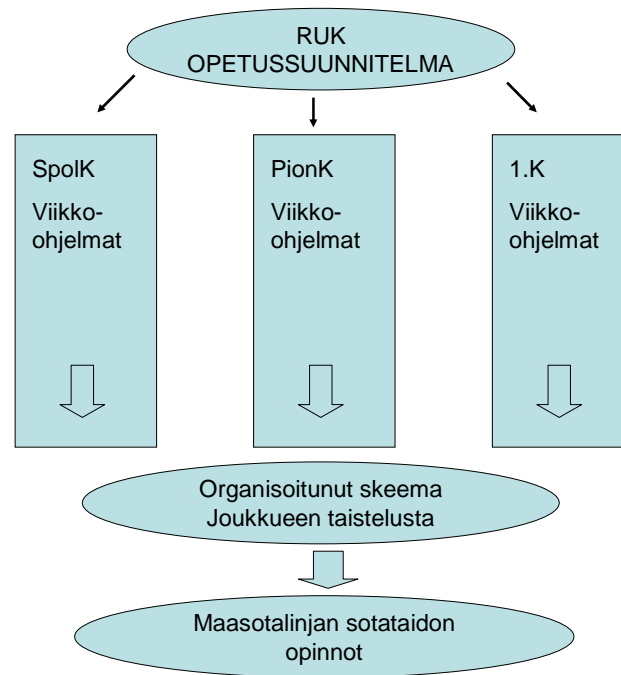 RUK
OPETUSSUUNNITELMA
SpolK
Viikko-
ohjelmat
PionK
Viikko-
ohjelmat
1.K
Viikko-
ohjelmat
Organisoitunut skeema
Joukkueen taistelusta
Maasotalinjan sotataidon
opinnot